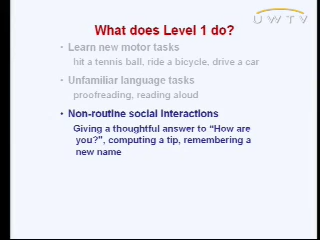 UWTV
What does Level 1 do?
• Learn new motor tasks
hit a tennis ball, ride a bicycle, drive a car
• Unfamiliar language tasks
proofreading, reading aloud
• Non-routine social interactions
Giving a thoughtful answer to “How are
you?”, computing a tip, remembering a
new name